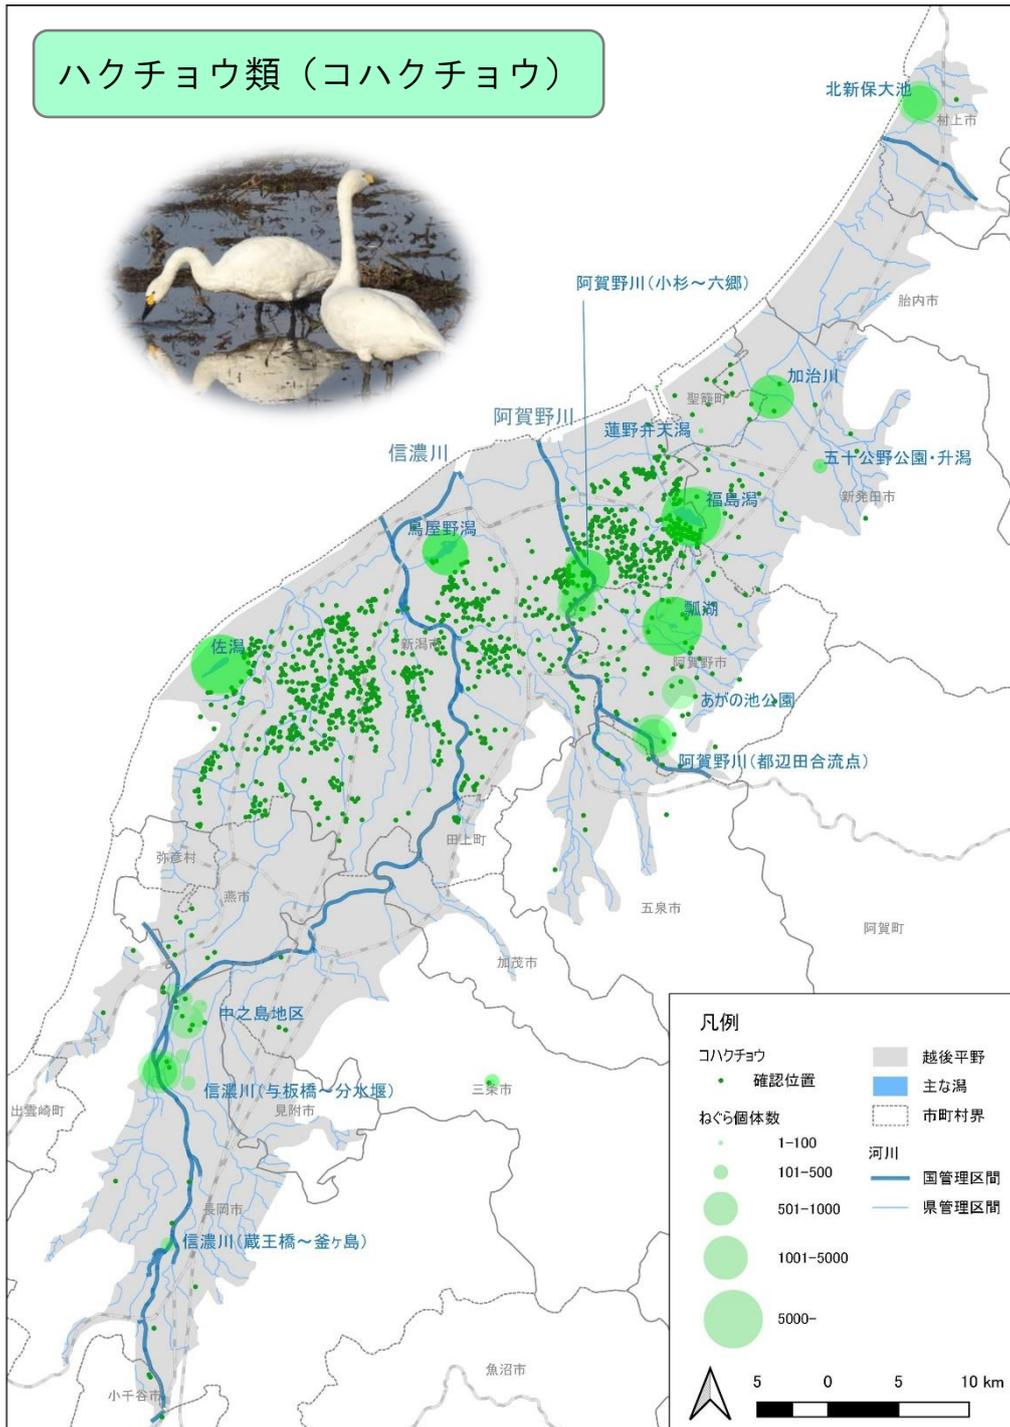 ハクチョウ類（コハクチョウ）
北新保大池
村上市
阿賀野川（小杉～六郷）
胎内市
加治川
聖籠町
阿賀野川
蓮野弁天潟
信濃川
五十公野公園・升潟
新発田市
福島潟
鳥屋野潟
瓢湖
新潟市
佐潟
阿賀野市
あがの池公園
阿賀野川（都辺田合流点）
田上町
弥彦村
燕市
五泉市
阿賀町
加茂市
中之島地区
三条市
信濃川（与板橋～分水堰）
出雲崎町
見附市
長岡市
信濃川（蔵王橋～釜ヶ島）
魚沼市
小千谷市
凡例
コハクチョウ
確認位置
ねぐら個体数
1-100
101-500
501-1000
1001-5000
5000-
越後平野
主な潟
市町村界
河川
国管理区間
県管理区間
5 0 5 10 km